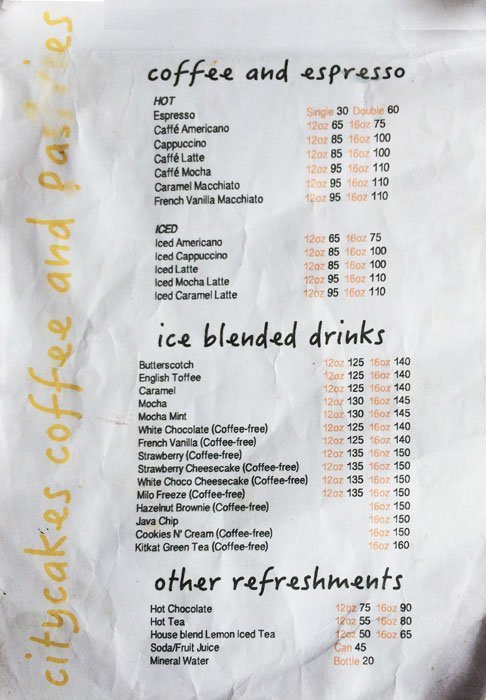 citycakes coffee and pastries
coffee and espresso
HOT
Espresso Single 30 Double 60
Caffé Americano 12oz 65 16oz 75
Cappuccino 12oz 85 16oz 100
Caffé Latte 12oz 85 16oz 100
Caffé Mocha 12oz 95 16oz 110
Caramel Macchiato 12oz 95 16oz 110
French Vanilla Macchiato 12oz 95 16oz 110
ICED
Iced Americano 12oz 65 16oz 75
Iced Cappuccino 12oz 85 16oz 100
Iced Latte 12oz 85 16oz 100
Iced Mocha Latte 12oz 95 16oz 110
Iced Caramel Latte 12oz 95 16oz 110
ice blended drinks
Butterscotch 12oz 125 16oz 140
English Toffee 12oz 125 16oz 140
Caramel 12oz 125 16oz 140
Mocha 12oz 130 16oz 145
Mocha Mint 12oz 130 16oz 145
White Chocolate (Coffee-free) 12oz 125 16oz 140
French Vanilla (Coffee-free) 12oz 125 16oz 140
Strawberry (Coffee-free) 12oz 135 16oz 150
Strawberry Cheesecake (Coffee-free) 12oz 135 16oz 150
White Choco Cheesecake (Coffee-free) 12oz 135 16oz 150
Milo Freeze (Coffee-free) 12oz 135 16oz 150
Hazelnut Brownie (Coffee-free) 16oz 150
Java Chip 16oz 150
Cookies N' Cream (Coffee-free) 16oz 150
Kitkat Green Tea (Coffee-free) 16oz 160
other refreshments
Hot Chocolate 12oz 75 16oz 90
Hot Tea 12oz 55 16oz 80
House blend Lemon Iced Tea 12oz 50 16oz 65
Soda/Fruit Juice Can 45
Mineral Water Bottle 20